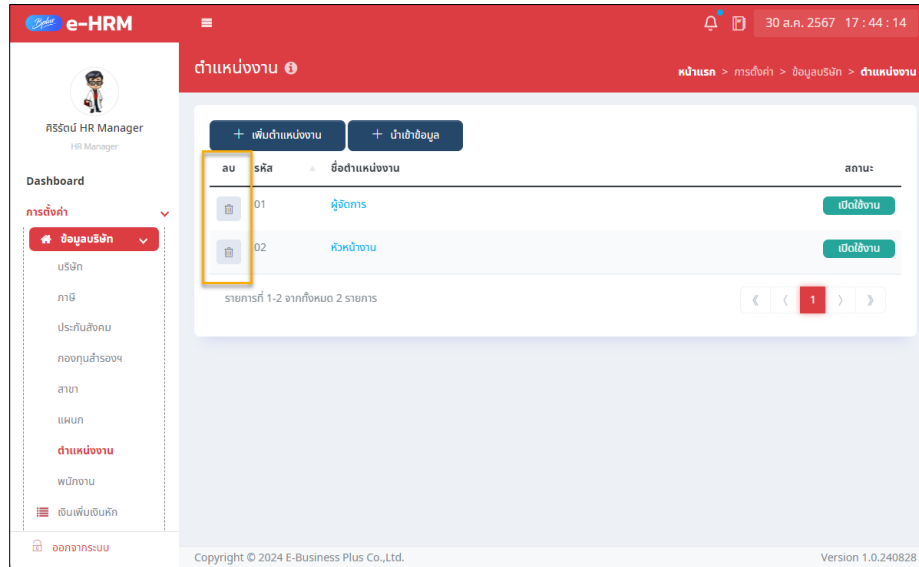 Bplus e-HRM
30 ส.ค. 2567 17 : 44 : 14
ตำแหน่งงาน
หน้าแรก > การตั้งค่า > ข้อมูลบริษัท > ตำแหน่งงาน
ศิริรัตน์ HR Manager
HR Manager
Dashboard
การตั้งค่า
ข้อมูลบริษัท
บริษัท
ภาษี
ประกันสังคม
กองทุนสำรองฯ
สาขา
แผนก
ตำแหน่งงาน
พนักงาน
เงินเพิ่มเงินหัก
ออกจากระบบ
+ เพิ่มตำแหน่งงาน + นำเข้าข้อมูล
ลบ รหัส ชื่อตำแหน่งงาน สถานะ
01 ผู้จัดการ เปิดใช้งาน
02 หัวหน้างาน เปิดใช้งาน
รายการที่ 1-2 จากทั้งหมด 2 รายการ
1
Copyright © 2024 E-Business Plus Co.,Ltd. Version 1.0.240828